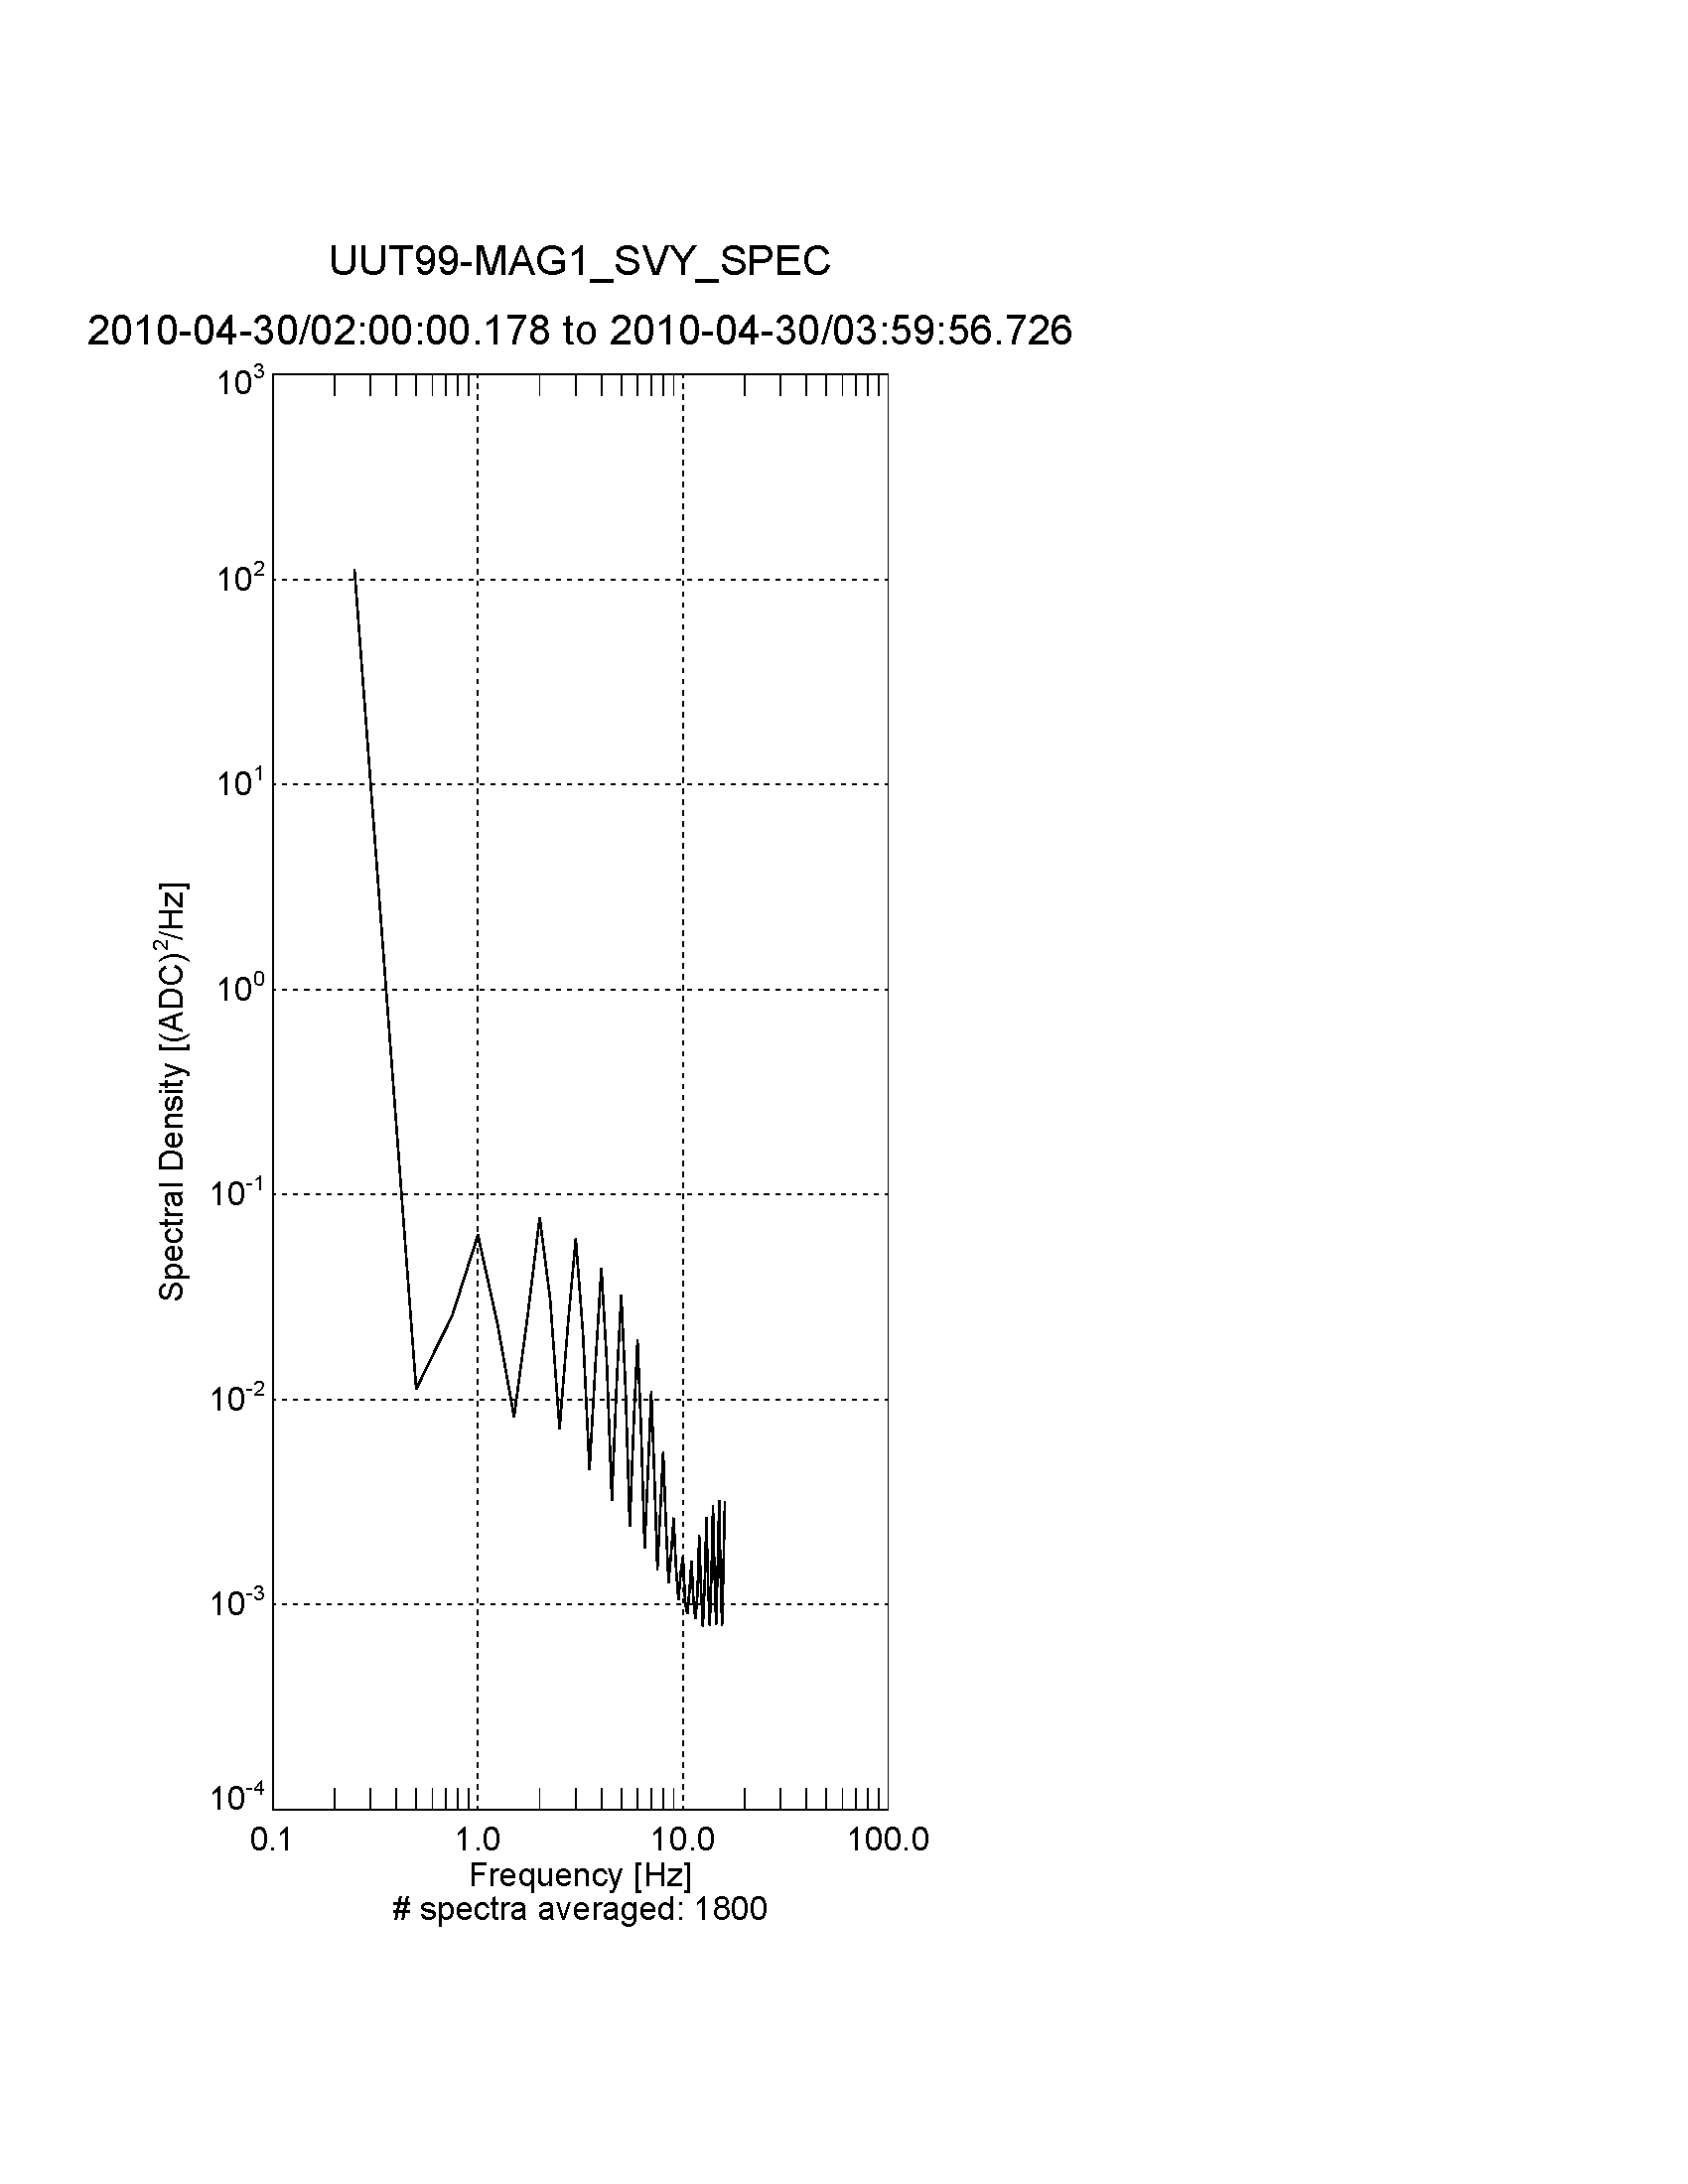 UUT99-MAG1_SVY_SPEC
2010-04-30/02:00:00.178 to 2010-04-30/03:59:56.726
10³
10²
10¹
10⁰
10⁻¹
10⁻²
10⁻³
10⁻⁴
Spectral Density [(ADC)²/Hz]
0.1 1.0 10.0 100.0
Frequency [Hz]
# spectra averaged: 1800